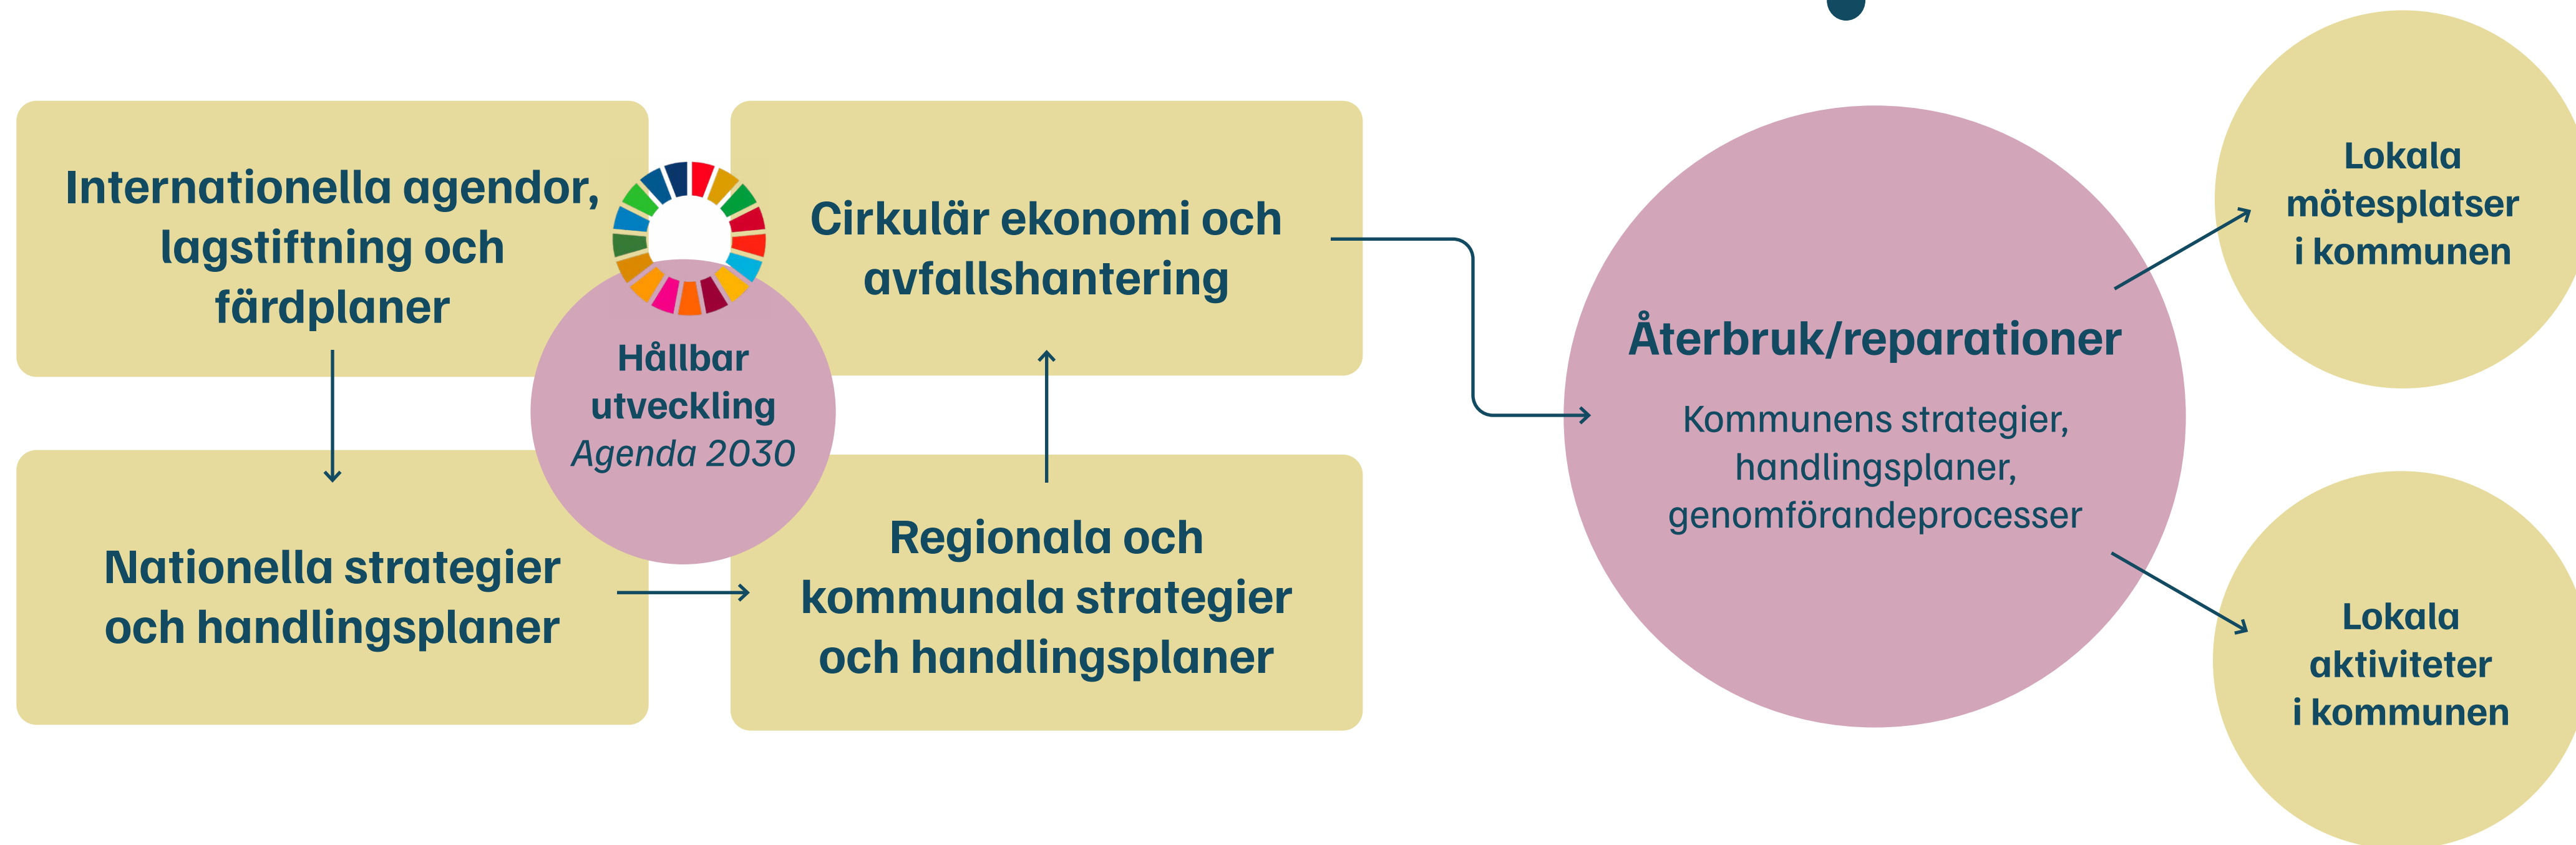 Internationella agendor,
lagstiftning och
färdplaner
Nationella strategier
och handlingsplaner
Hållbar
utveckling
Agenda 2030
Regionala och
kommunala strategier
och handlingsplaner
Cirkulär ekonomi och
avfallshantering
Återbruk/reparationer
Kommunens strategier,
handlingsplaner,
genomförandeprocesser
Lokala
mötesplatser
i kommunen
Lokala
aktiviteter
i kommunen